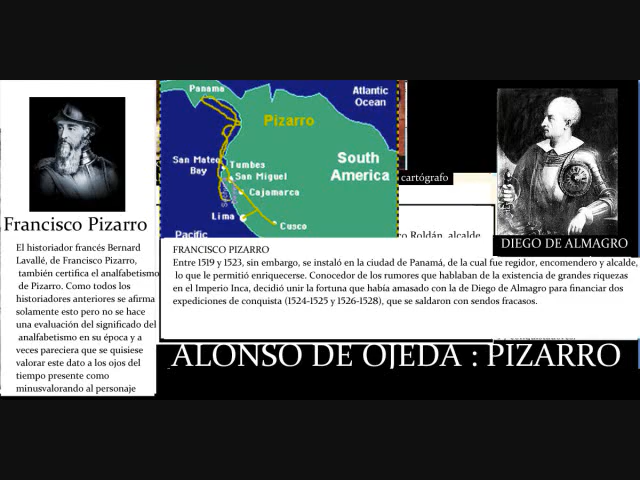 Francisco Pizarro
El historiador francés Bernard
Lavallé, de Francisco Pizarro,
también certifica el analfabetismo
de Pizarro. Como todos los
historiadores anteriores se afirma
solamente esto pero no se hace
una evaluación del significado del
analfabetismo en su época y a
veces pareciera que se quisiese
valorar este dato a los ojos del
tiempo presente como
minusvalorando al personaje
Panama
Atlantic
Ocean
Pizarro
San Mateo
Bay
Tumbes
San Miguel
South
America
Cajamarca
Lima
Cusco
Pacific
cartógrafo
Roldán, alcalde
DIEGO DE ALMAGRO
FRANCISCO PIZARRO
Entre 1519 y 1523, sin embargo, se instaló en la ciudad de Panamá, de la cual fue regidor, encomendero y alcalde,
lo que le permitió enriquecerse. Conocedor de los rumores que hablaban de la existencia de grandes riquezas
en el Imperio Inca, decidió unir la fortuna que había amasado con la de Diego de Almagro para financiar dos
expediciones de conquista (1524-1525 y 1526-1528), que se saldaron con sendos fracasos.
ALONSO DE OJEDA : PIZARRO